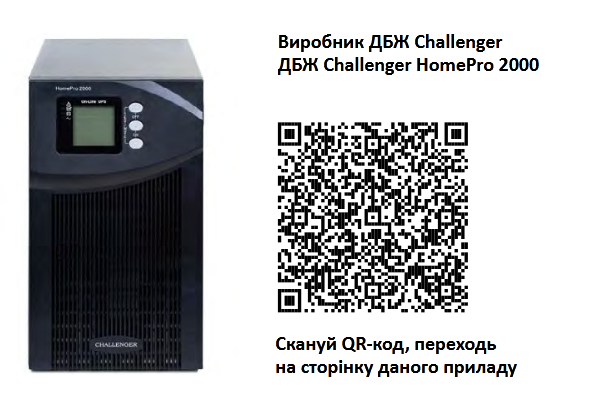 Виробник ДБЖ Challenger
ДБЖ Challenger HomePro 2000
HomePro 2000
CHALLENGER
Скануй QR-код, переходь
на сторінку даного приладу